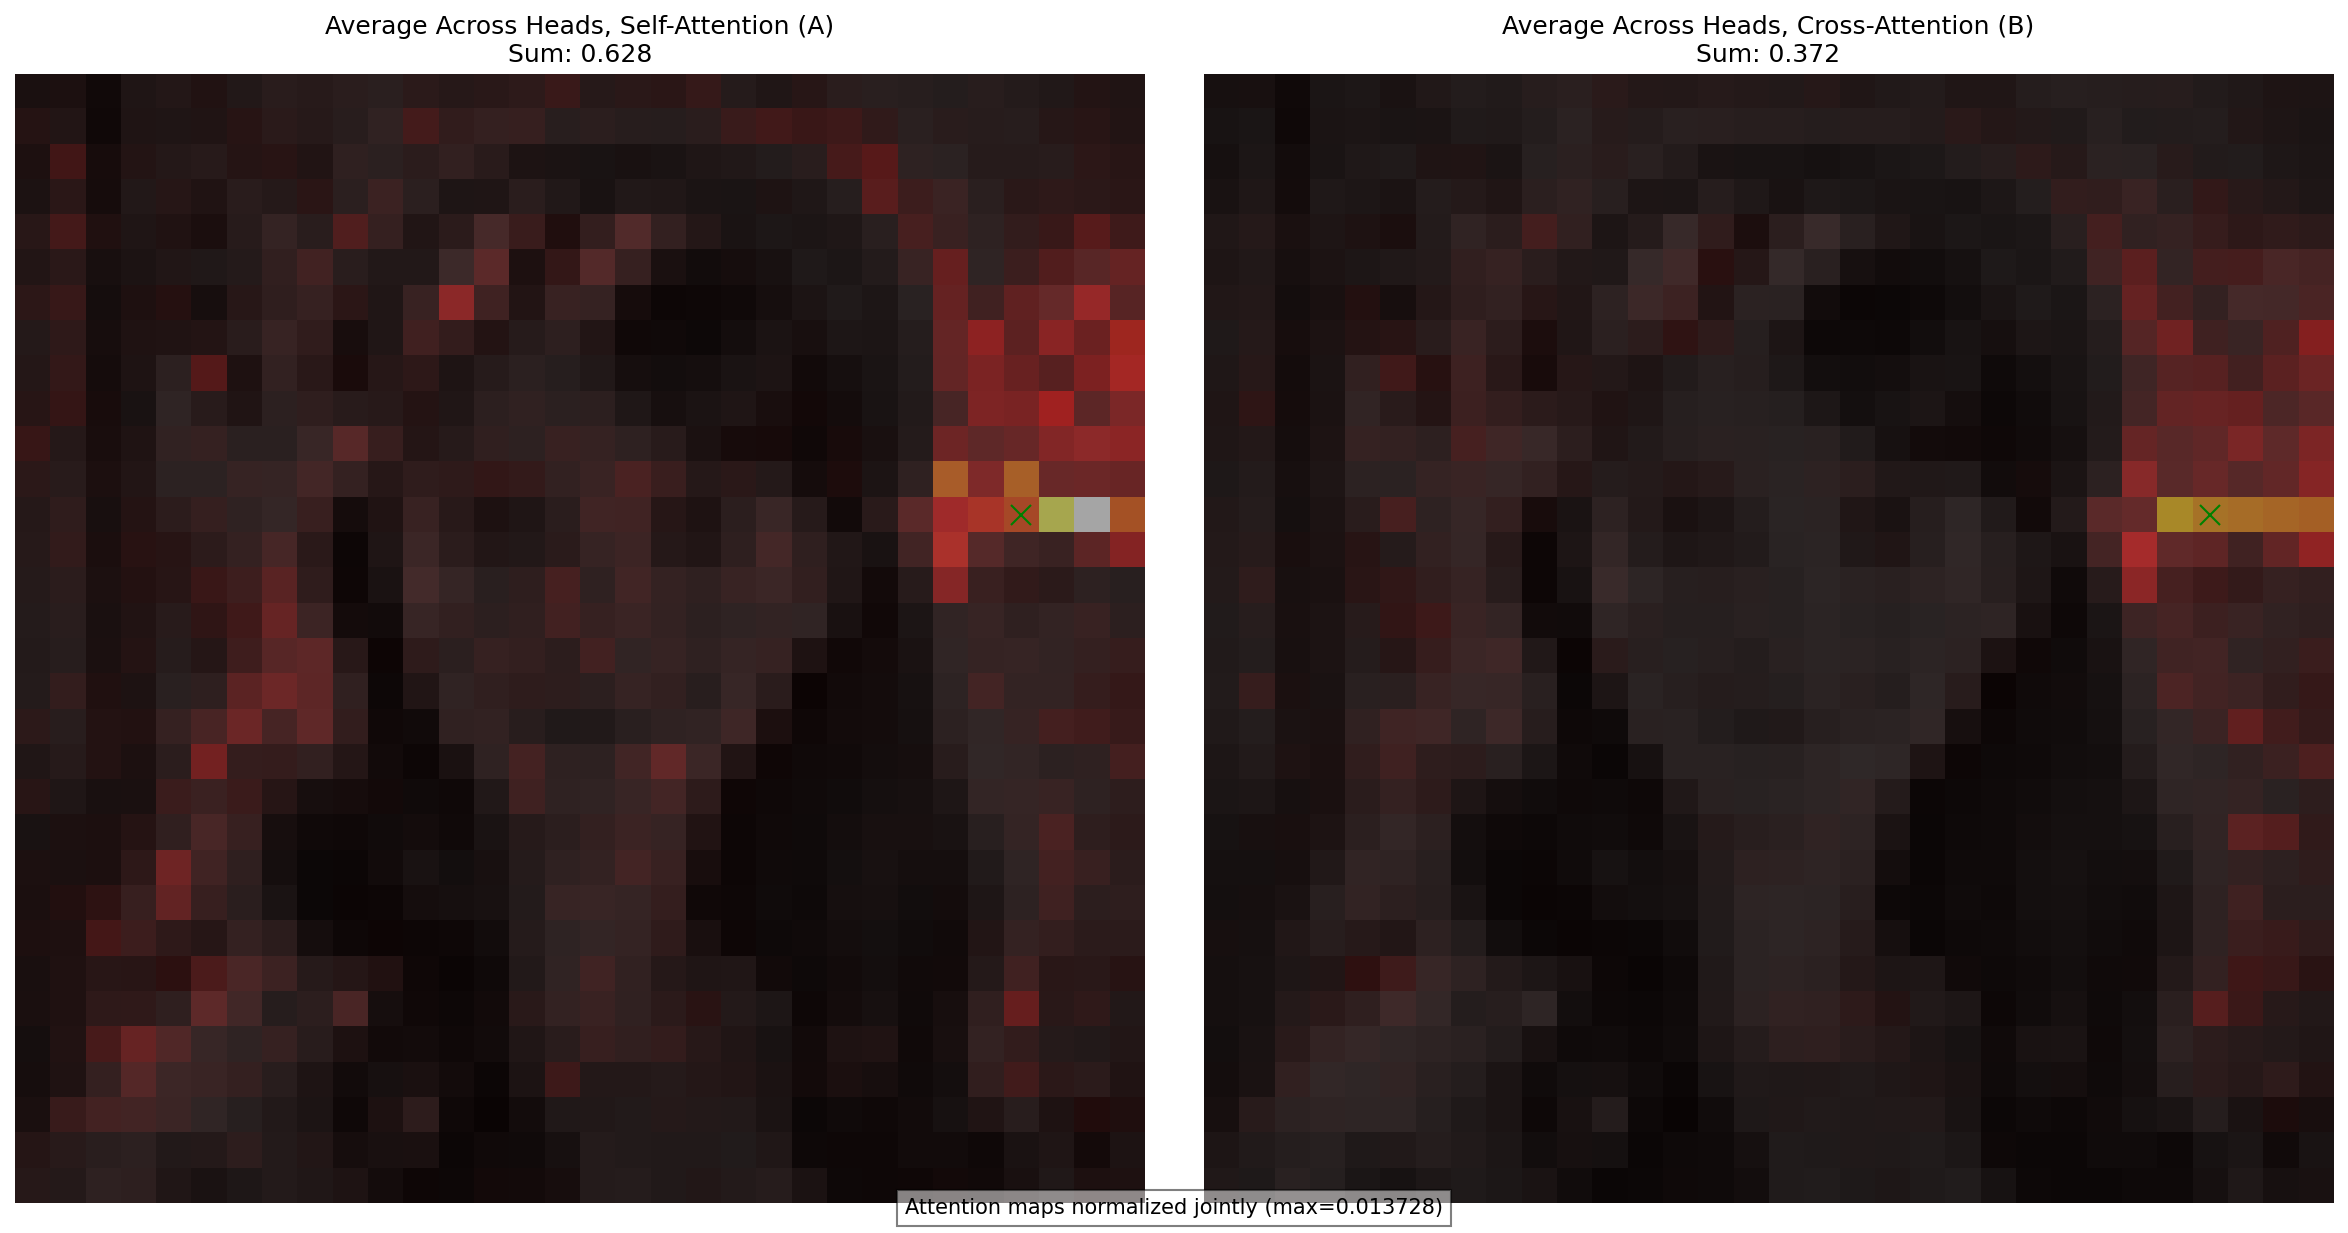 Average Across Heads, Self-Attention (A)
Sum: 0.628
Average Across Heads, Cross-Attention (B)
Sum: 0.372
Attention maps normalized jointly (max=0.013728)